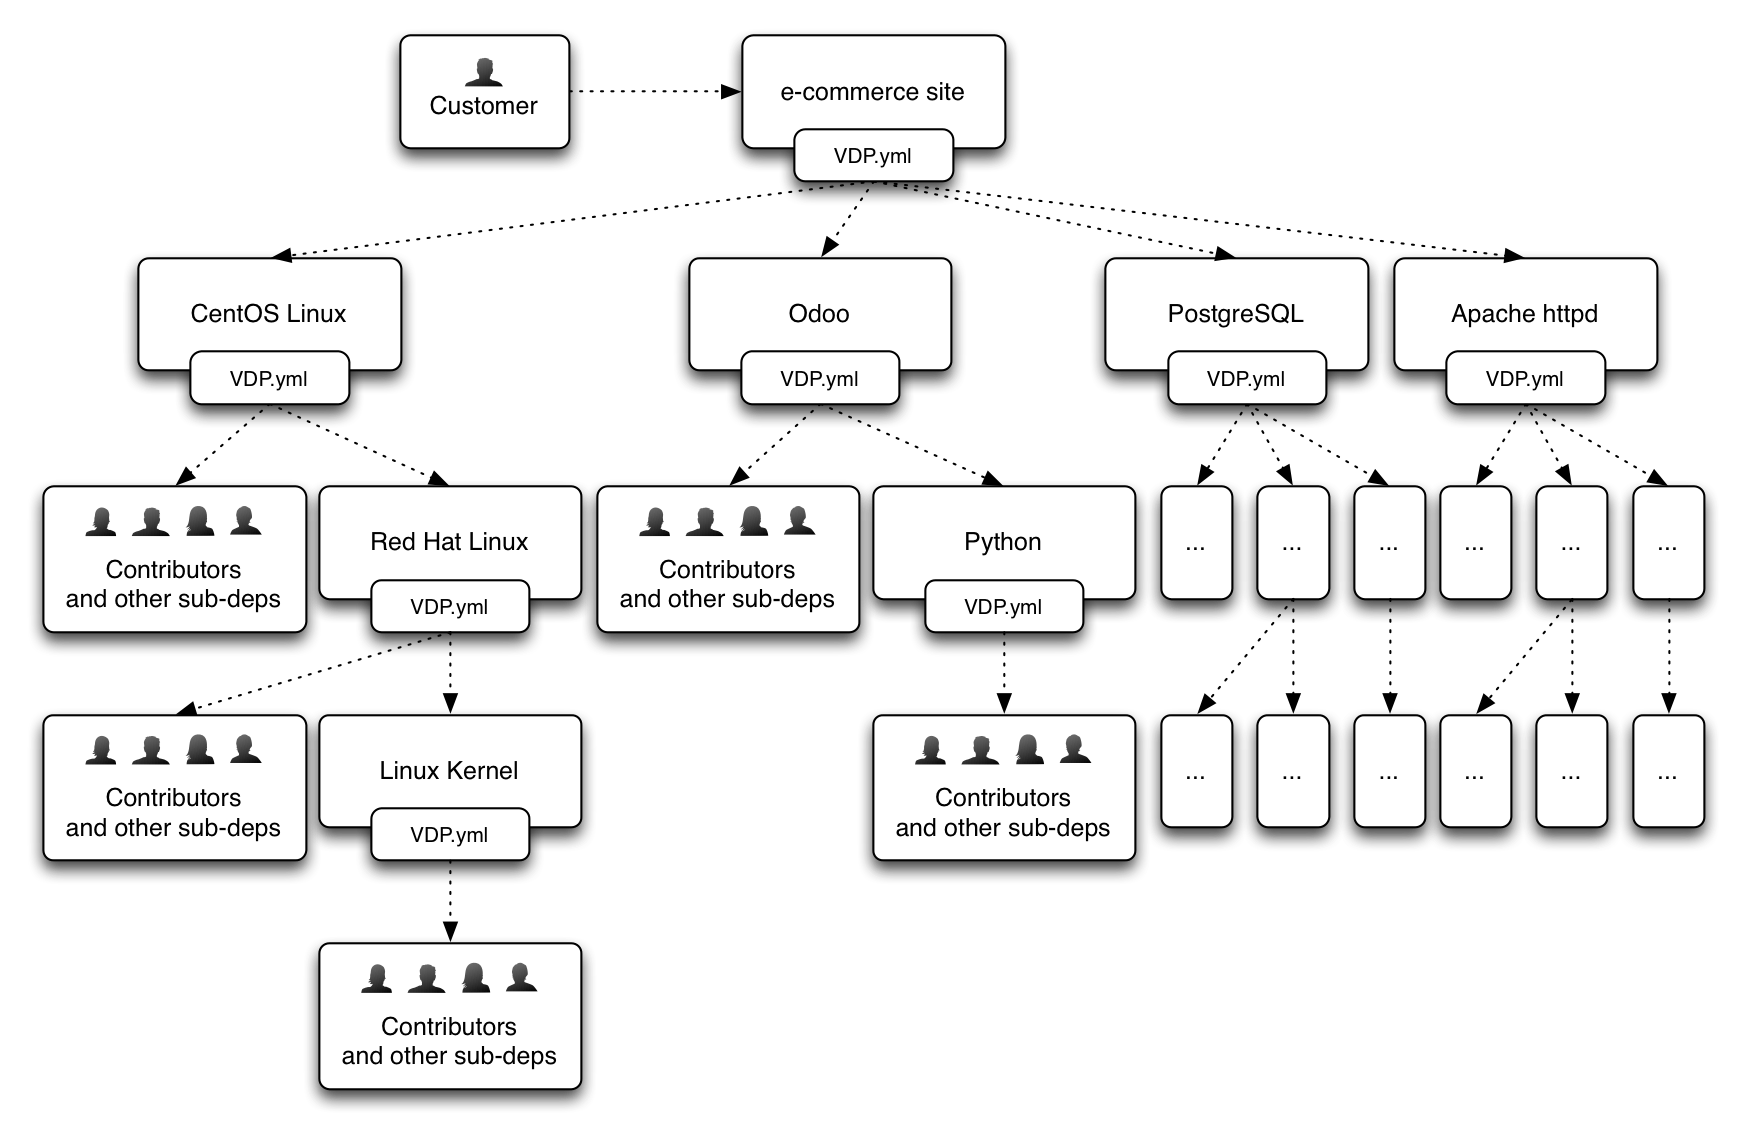 Customer
e-commerce site
VDP.yml
CentOS Linux
Odoo
PostgreSQL
Apache httpd
VDP.yml
VDP.yml
VDP.yml
VDP.yml
Contributors
and other sub-deps
Red Hat Linux
VDP.yml
Contributors
and other sub-deps
Python
VDP.yml
...
...
...
...
...
...
Contributors
and other sub-deps
Linux Kernel
VDP.yml
Contributors
and other sub-deps
...
...
...
...
...
...
Contributors
and other sub-deps